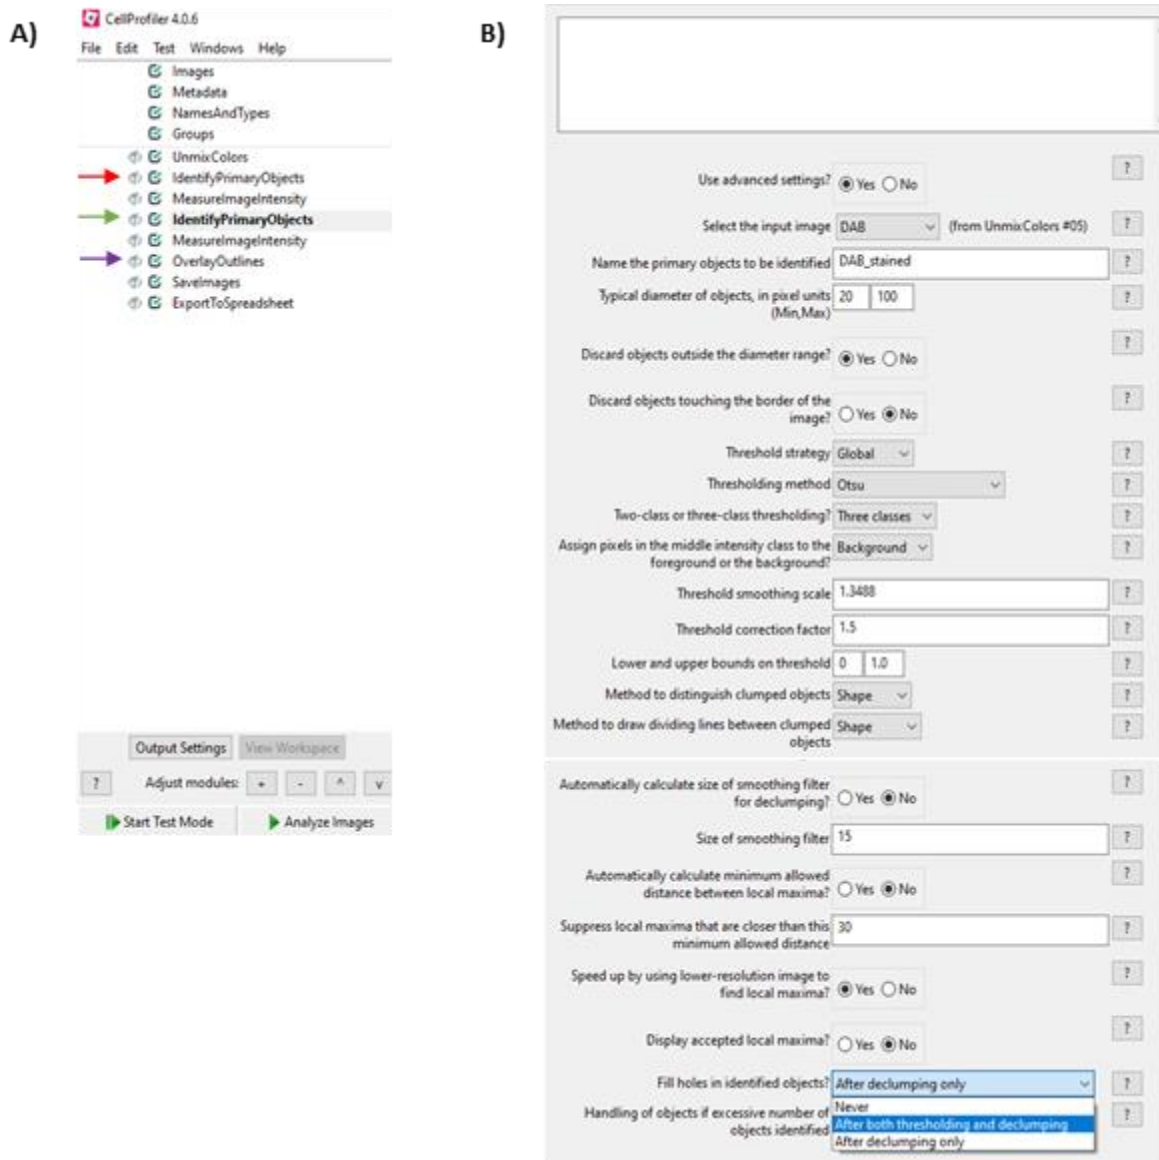 A)
CellProfiler 4.0.6
File Edit Test Windows Help
Images
Metadata
NamesAndTypes
Groups
UnmixColors
IdentifyPrimaryObjects
MeasureImageIntensity
IdentifyPrimaryObjects
MeasureImageIntensity
OverlayOutlines
SaveImages
ExportToSpreadsheet
Output Settings View Workspace
? Adjust modules: + - ^ v
Start Test Mode Analyze Images
B)
Use advanced settings? Yes No ?
Select the input image DAB (from UnmixColors #05) ?
Name the primary objects to be identified DAB_stained ?
Typical diameter of objects, in pixel units 20 100 ?
(Min,Max)
Discard objects outside the diameter range? Yes No ?
Discard objects touching the border of the ?
image? Yes No
Threshold strategy Global ?
Thresholding method Otsu ?
Two-class or three-class thresholding? Three classes ?
Assign pixels in the middle intensity class to the Background ?
foreground or the background?
Threshold smoothing scale 1.3488 ?
Threshold correction factor 1.5 ?
Lower and upper bounds on threshold 0 1.0 ?
Method to distinguish clumped objects Shape ?
Method to draw dividing lines between clumped Shape ?
objects
Automatically calculate size of smoothing filter ?
for declumping? Yes No
Size of smoothing filter 15 ?
Automatically calculate minimum allowed ?
distance between local maxima? Yes No
Suppress local maxima that are closer than this 30 ?
minimum allowed distance
Speed up by using lower-resolution image to ?
find local maxima? Yes No
Display accepted local maxima? Yes No ?
Fill holes in identified objects? After declumping only ?
Never
Handling of objects if excessive number of After both thresholding and declumping ?
objects identified After declumping only